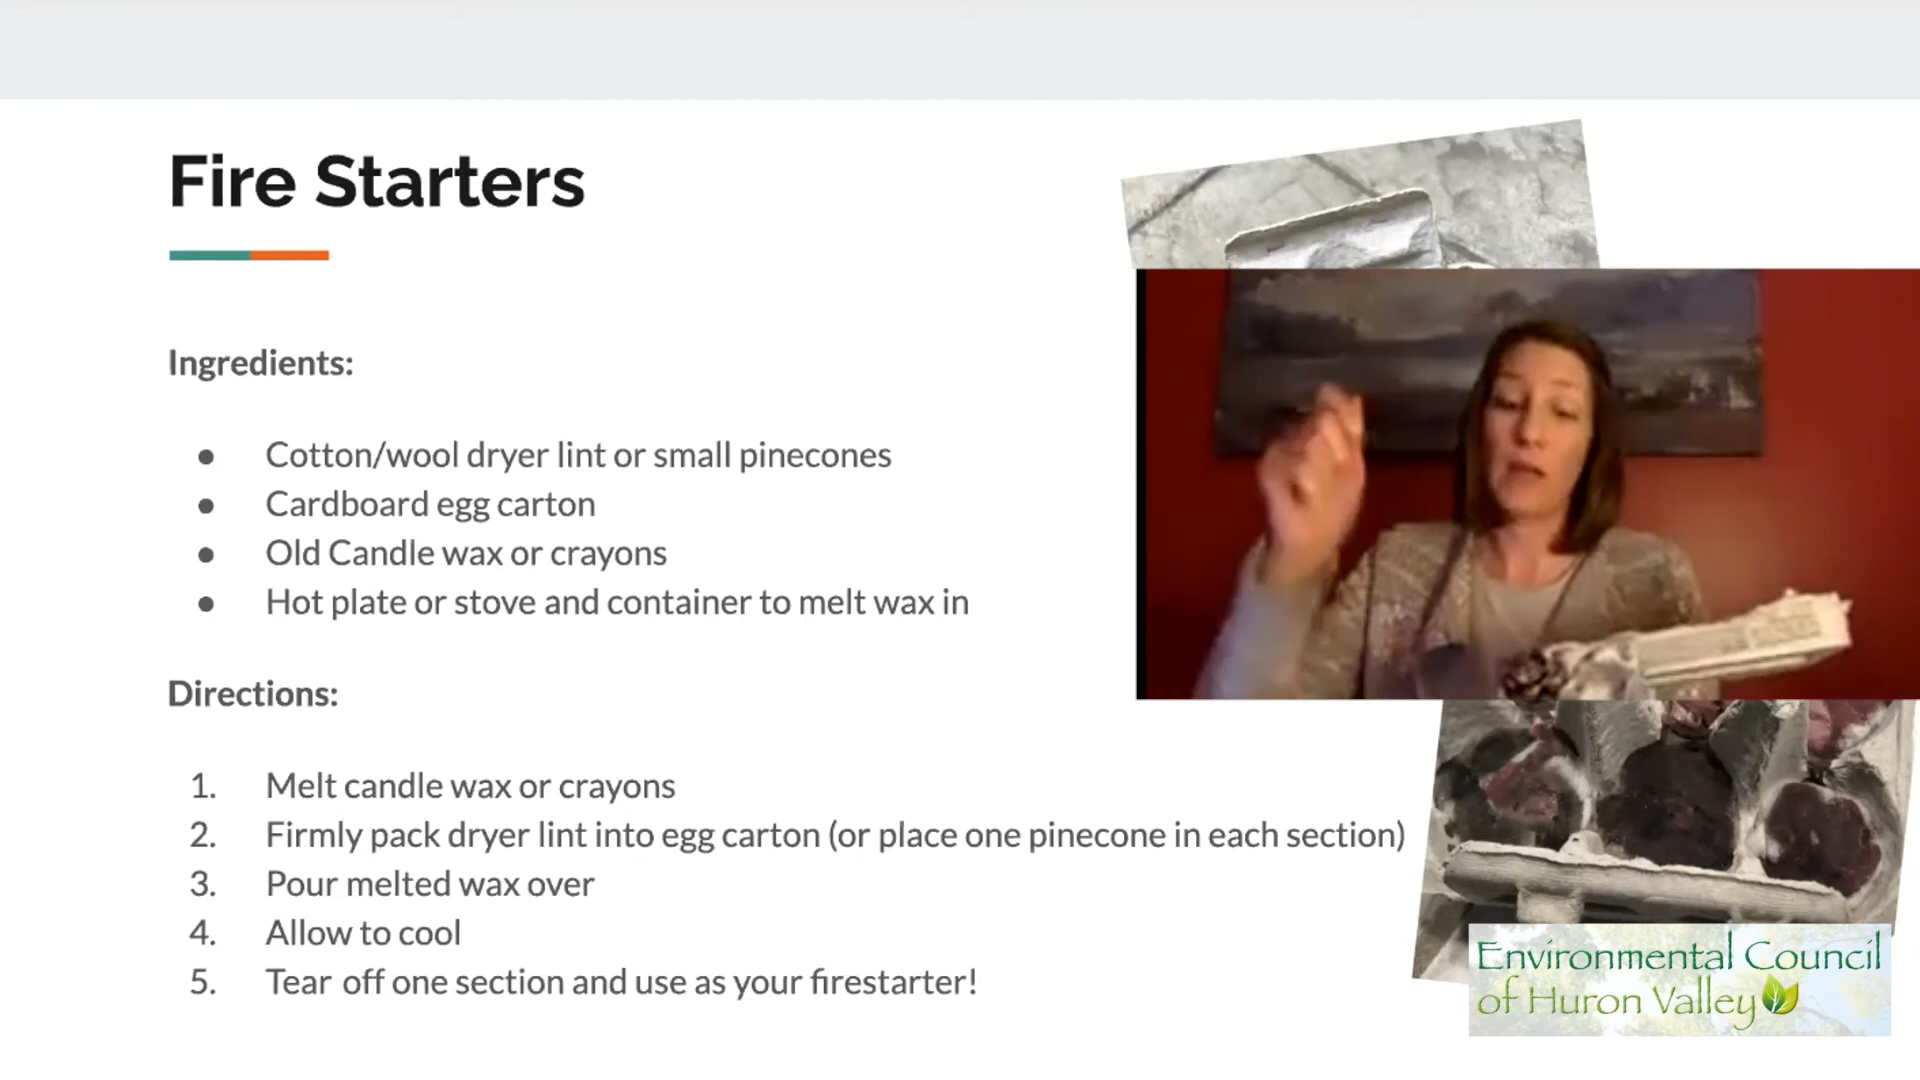 Fire Starters
Ingredients:
● Cotton/wool dryer lint or small pinecones
● Cardboard egg carton
● Old Candle wax or crayons
● Hot plate or stove and container to melt wax in
Directions:
1. Melt candle wax or crayons
2. Firmly pack dryer lint into egg carton (or place one pinecone in each section)
3. Pour melted wax over
4. Allow to cool
5. Tear off one section and use as your firestarter!
Environmental Council
of Huron Valley